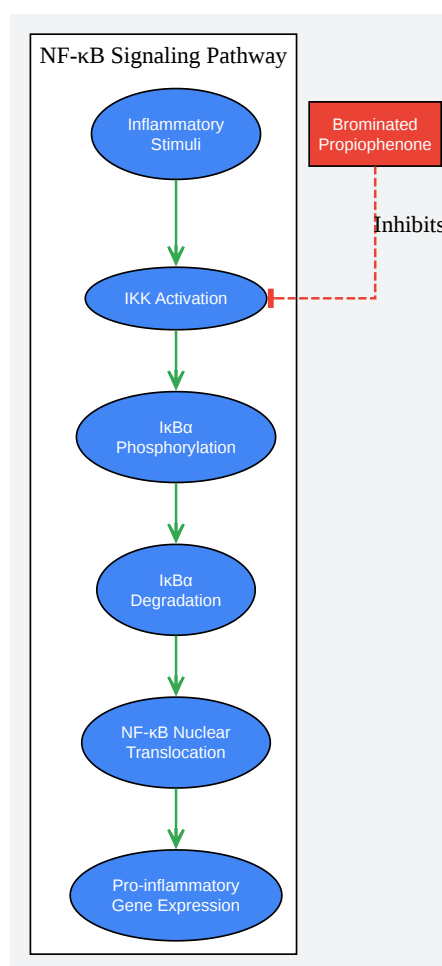 NF-κB Signaling Pathway
Inflammatory
Stimuli
Brominated
Propiophenone
Inhibits
IKK Activation
IκBα
Phosphorylation
IκBα
Degradation
NF-κB Nuclear
Translocation
Pro-inflammatory
Gene Expression